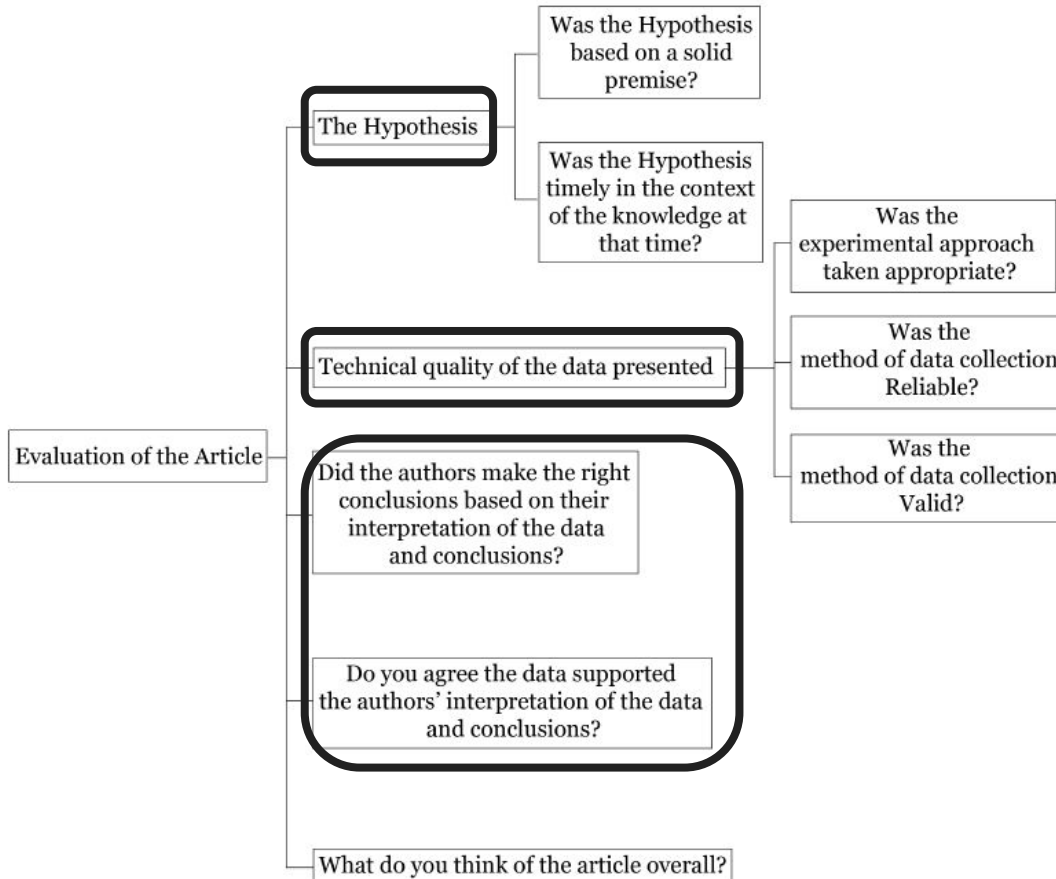 Was the Hypothesis
based on a solid
premise?
The Hypothesis
Was the Hypothesis
timely in the context
of the knowledge at
that time?
Was the
experimental approach
taken appropriate?
Technical quality of the data presented
Was the
method of data collection
Reliable?
Was the
method of data collection
Valid?
Evaluation of the Article
Did the authors make the right
conclusions based on their
interpretation of the data
and conclusions?
Do you agree the data supported
the authors’ interpretation of the data
and conclusions?
What do you think of the article overall?